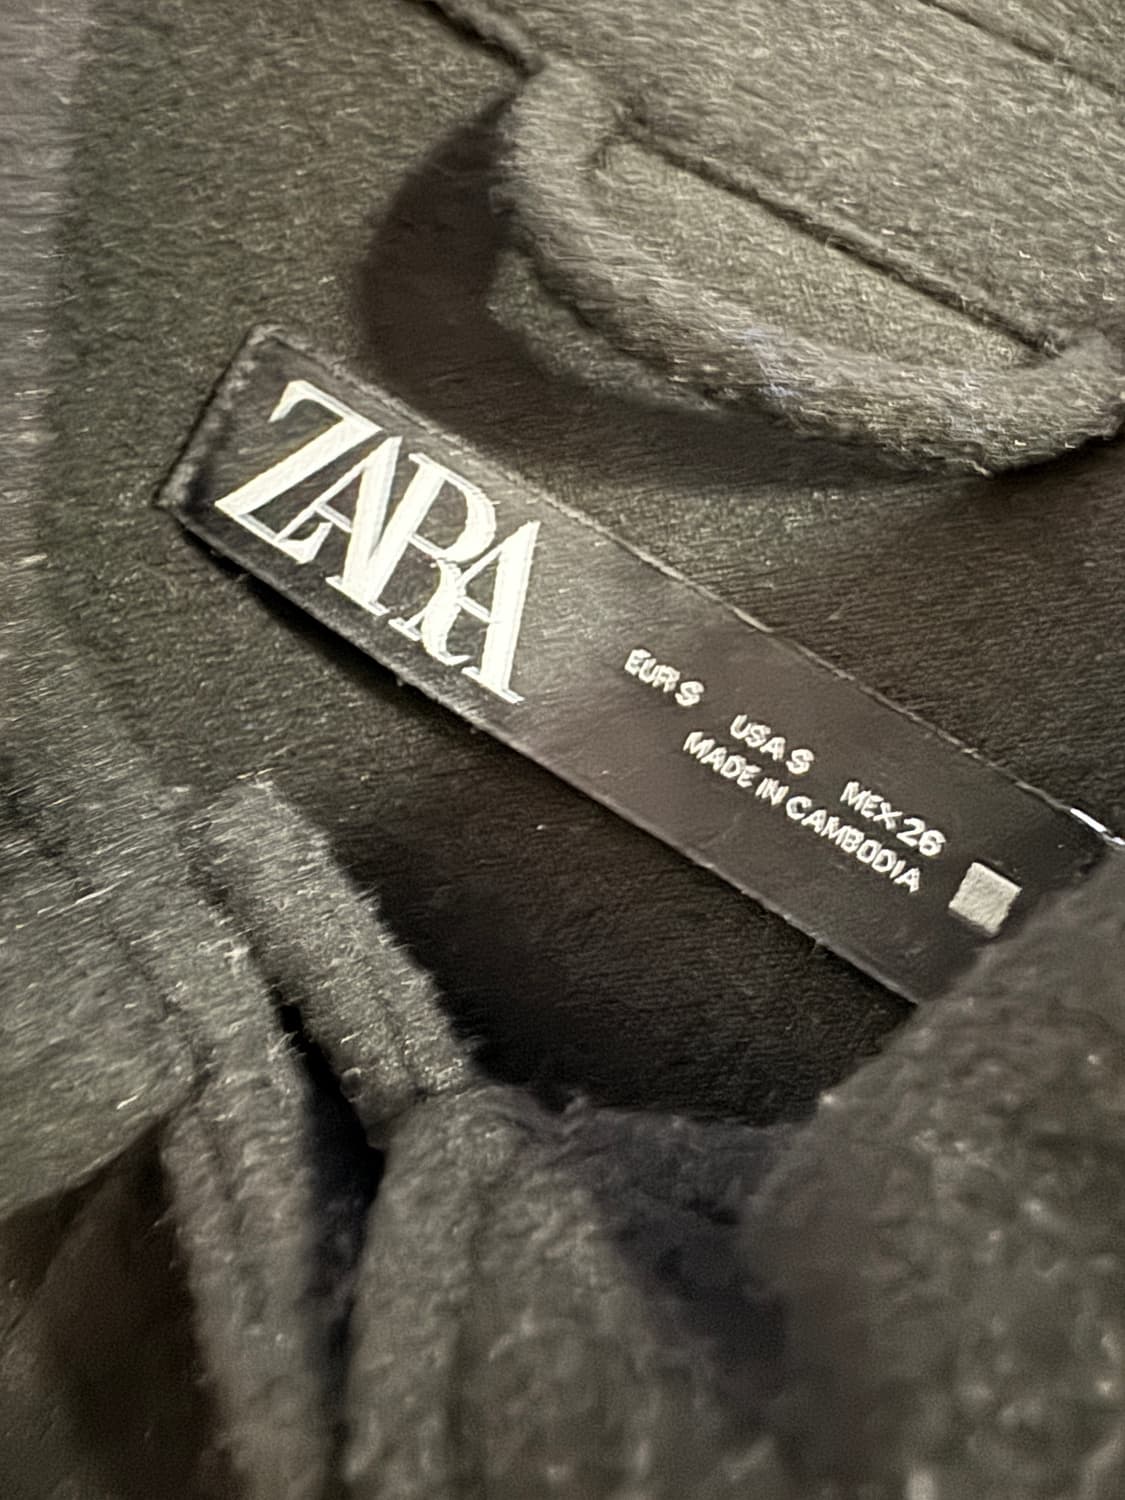 ZARA
EUR S USA S MEX 26
MADE IN CAMBODIA